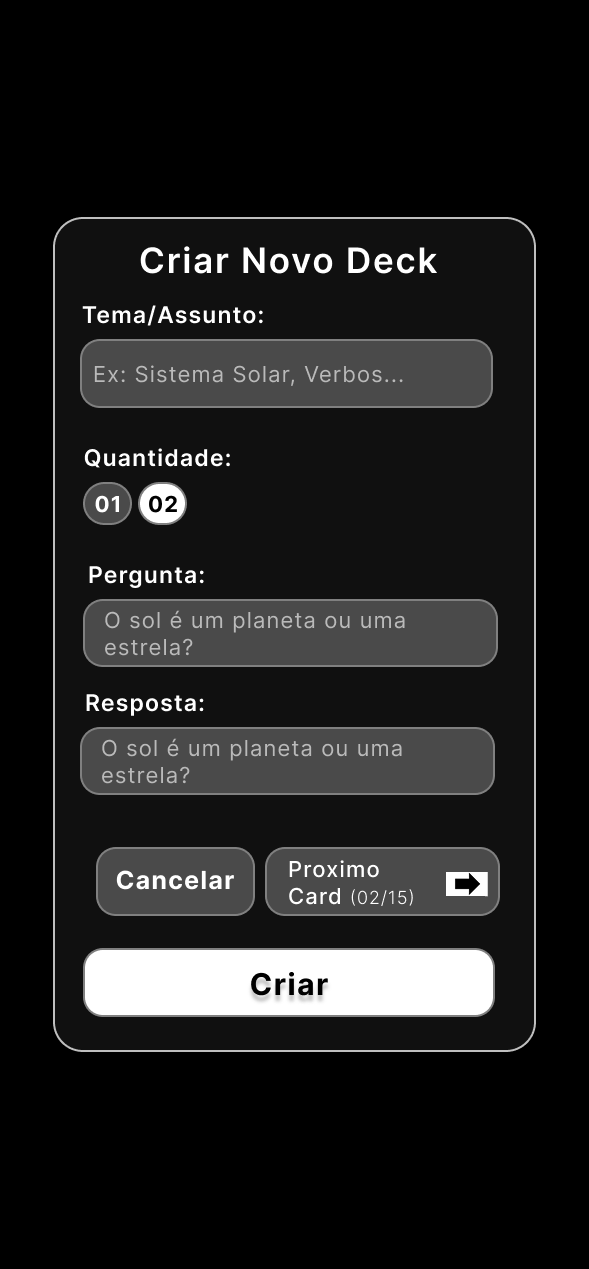 Criar Novo Deck
Tema/Assunto:
Ex: Sistema Solar, Verbos...
Quantidade:
01 02
Pergunta:
O sol é um planeta ou uma
estrela?
Resposta:
O sol é um planeta ou uma
estrela?
Cancelar
Proximo
Card (02/15)
Criar